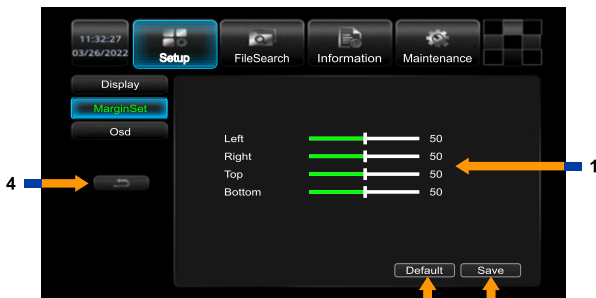 11:32:27
03/26/2022
Setup
FileSearch
Information
Maintenance
Display
MarginSet
Osd
Left 50
Right 50
Top 50
Bottom 50
Default
Save
4
1